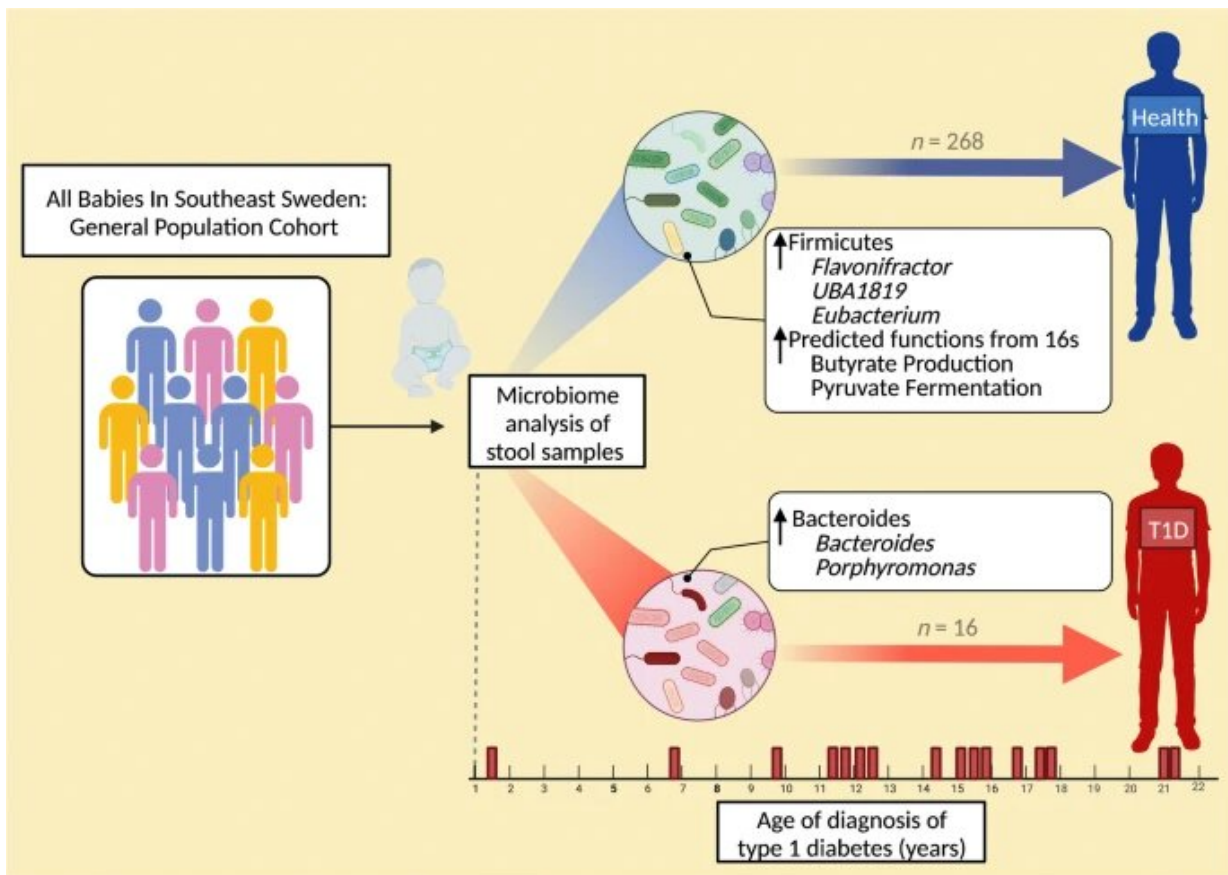 All Babies In Southeast Sweden:
General Population Cohort
Microbiome
analysis of
stool samples
n = 268
Health
Firmicutes
Flavonifractor
UBA1819
Eubacterium
Predicted functions from 16s
Butyrate Production
Pyruvate Fermentation
Bacteroides
Bacteroides
Porphyromonas
n = 16
T1D
1 2 3 4 5 6 7 8 9 10 11 12 13 14 15 16 17 18 19 20 21 22
Age of diagnosis of
type 1 diabetes (years)